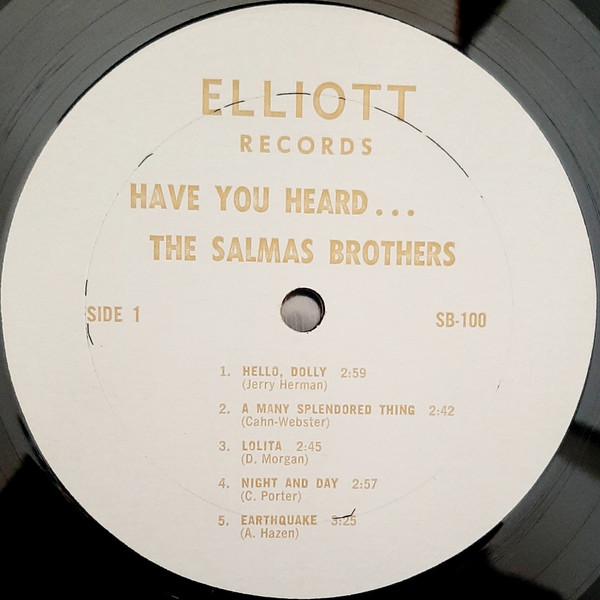 ELLIOTT
RECORDS
HAVE YOU HEARD...
THE SALMAS BROTHERS
SIDE 1
SB-100
1. HELLO, DOLLY 2:59
(Jerry Herman)
2. A MANY SPLENDORED THING 2:42
(Cahn-Webster)
3. LOLITA 2:45
(D. Morgan)
4. NIGHT AND DAY 2:57
(C. Porter)
5. EARTHQUAKE 3:25
(A. Hazen)